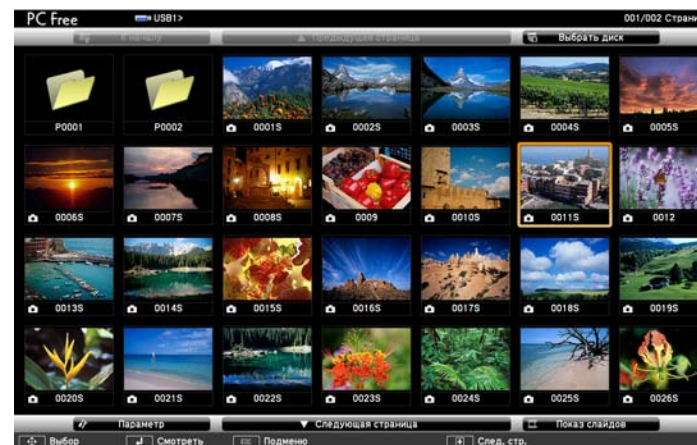 PC Free USB1> 001/002 Страни
К началу ▲ Предыдущая страница Выбрать диск
P0001 P0002 0001S 0002S 0003S 0004S 0005S
0006S 0007S 0008S 0009 0010S 0011S 0012
0013S 0014S 0015S 0016S 0017S 0018S 0019S
0020S 0021S 0022S 0023S 0024S 0025S 0026S
Параметр ▼ Следующая страница Показ слайдов
Выбор Смотреть ESC Подменю След. стр.